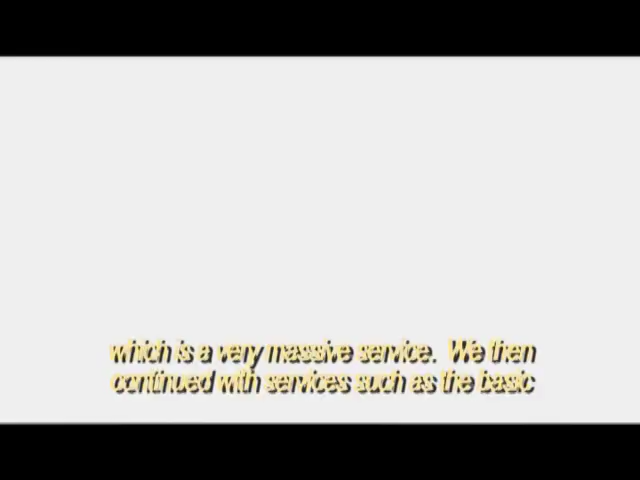 which is a very massive service. We then
continued with services such as the basic